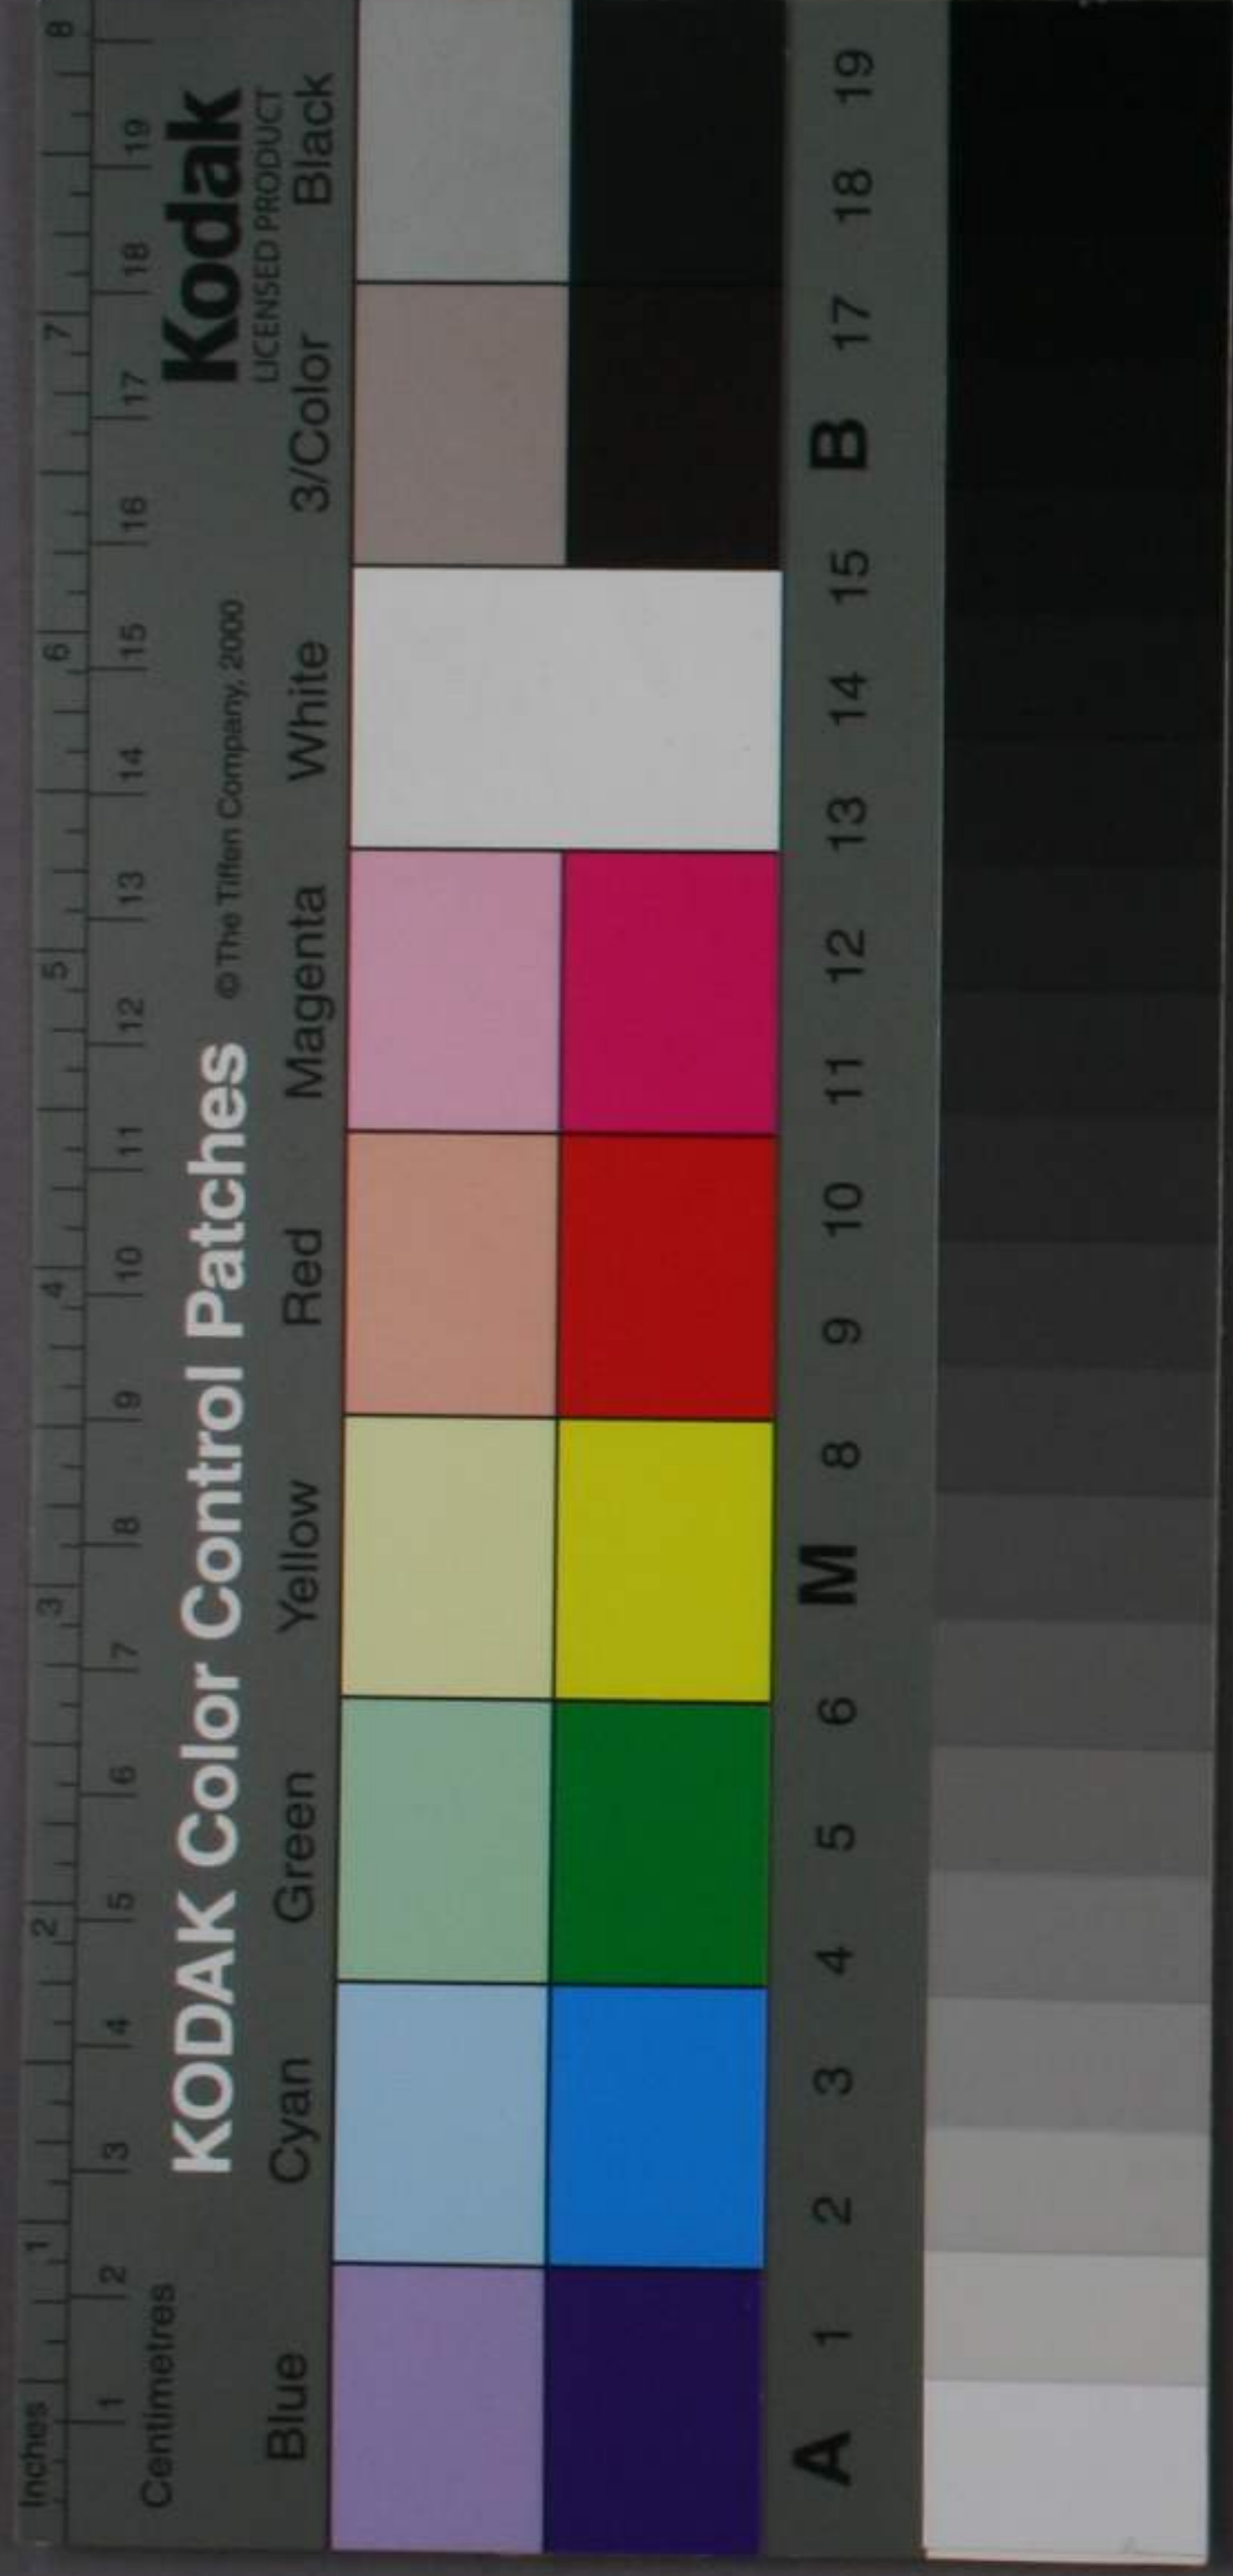 Inches 1 2 3 4 5 6 7 8
Centimetres 1 2 3 4 5 6 7 8 9 10 11 12 13 14 15 16 17 18 19
KODAK Color Control Patches © The Tiffen Company, 2000 Kodak
LICENSED PRODUCT
Blue Cyan Green Yellow Red Magenta White 3/Color Black
A 1 2 3 4 5 6 M 8 9 10 11 12 13 14 15 B 17 18 19